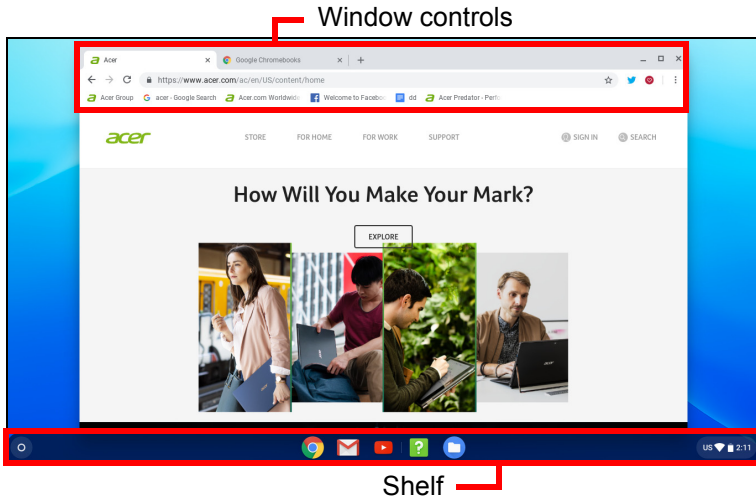 Window controls
Acer
Google Chromebooks
https://www.acer.com/ac/en/US/content/home
Acer Group
acer - Google Search
Acer.com Worldwide
Welcome to Facebo
dd
Acer Predator - Perfo
acer
STORE
FOR HOME
FOR WORK
SUPPORT
SIGN IN
SEARCH
How Will You Make Your Mark?
EXPLORE
US
2:11
Shelf